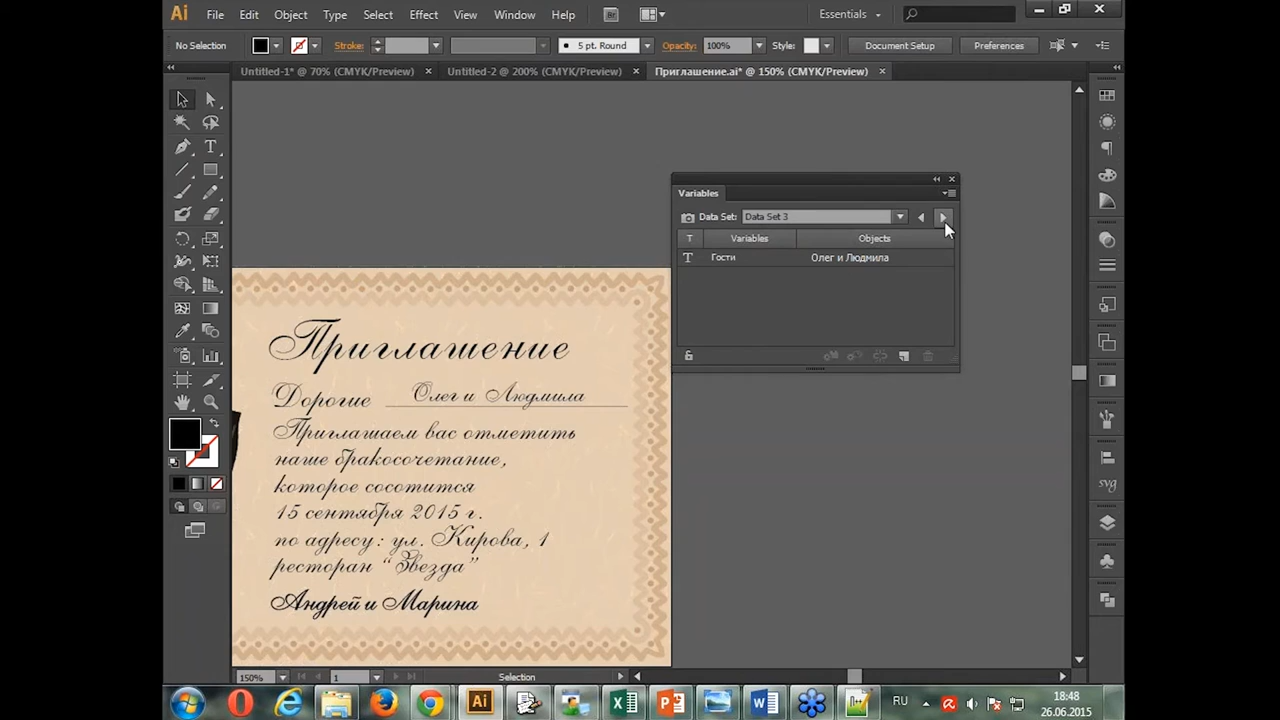 Ai File Edit Object Type Select Effect View Window Help Br Essentials
No Selection Stroke: 5 pt. Round Opacity: 100% Style: Document Setup Preferences
Untitled-1* @ 70% (CMYK/Preview) Untitled-2 @ 200% (CMYK/Preview) Приглашение.ai* @ 150% (CMYK/Preview)
Variables
Data Set: Data Set 3
T Variables Objects
T Гости Олег и Людмила
Приглашение
Дорогие Олег и Людмила
Приглашаем вас отметить
наше бракосочетание,
которое сосотится
15 сентября 2015 г.
по адресу: ул. Кирова, 1
ресторан “Звезда”
Андрей и Марина
svg
150% 1 Selection
Ai RU 18:48
26.06.2015